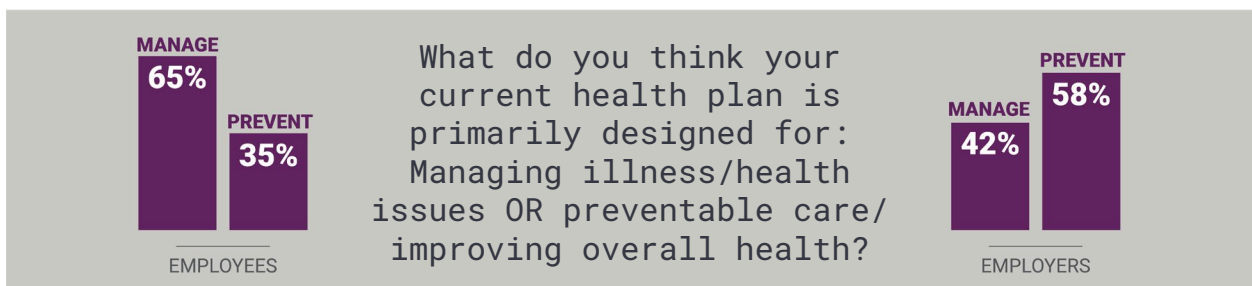 MANAGE
65%
PREVENT
35%
EMPLOYEES
What do you think your
current health plan is
primarily designed for:
Managing illness/health
issues OR preventable care/
improving overall health?
PREVENT
58%
MANAGE
42%
EMPLOYERS